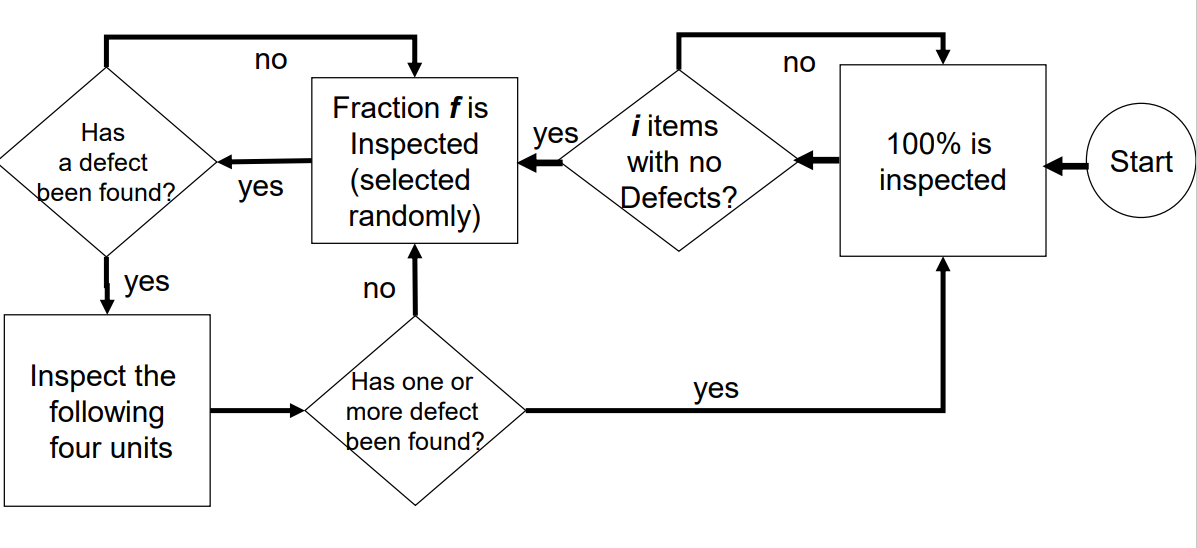 no
no
Has
a defect
been found?
Fraction f is
Inspected
(selected
randomly)
i items
with no
Defects?
100% is
inspected
Start
yes
yes
yes
no
Inspect the
following
four units
Has one or
more defect
been found?
yes